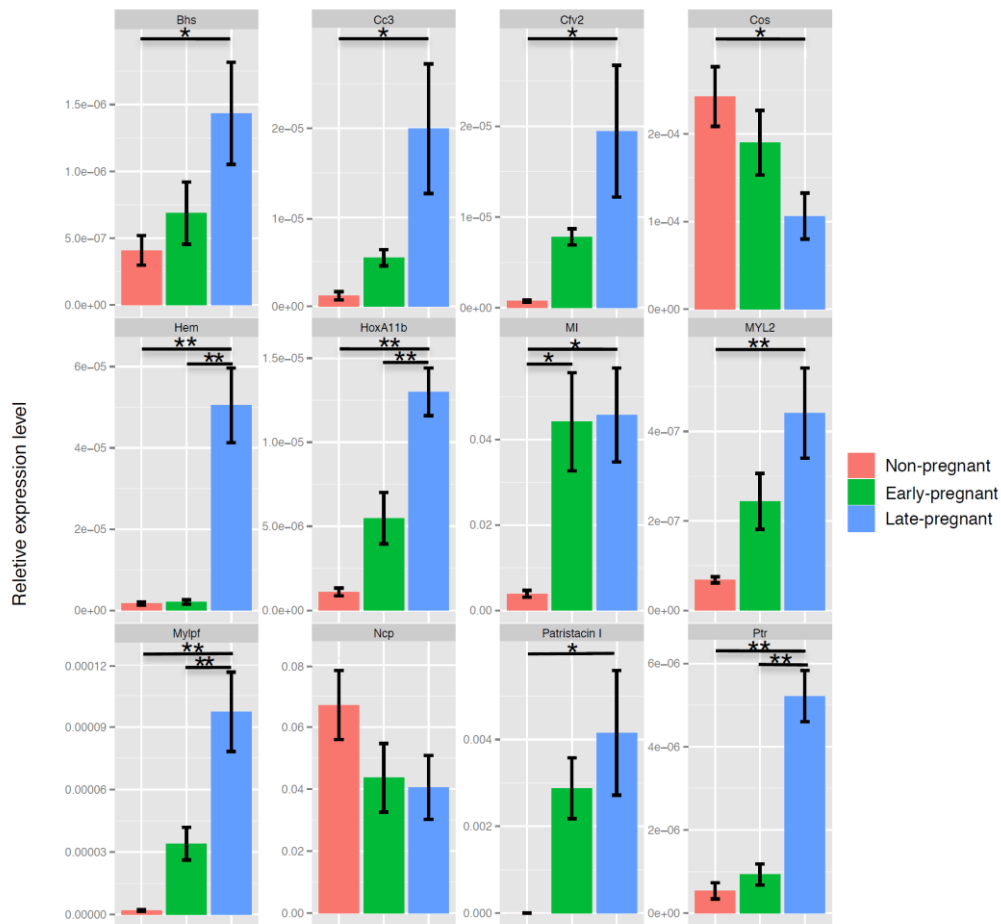 Reletive expression level
Bhs
*
1.5e−06
1.0e−06
5.0e−07
0.0e+00
Cc3
*
2e−05
1e−05
0e+00
Cfv2
*
2e−05
1e−05
0e+00
Cos
*
2e−04
1e−04
0e+00
Hem
**
**
6e−05
4e−05
2e−05
0e+00
HoxA11b
**
**
1.5e−05
1.0e−05
5.0e−06
0.0e+00
MI
*
*
0.04
0.02
0.00
MYL2
**
4e−07
2e−07
0e+00
Non-pregnant
Early-pregnant
Late-pregnant
Mylpf
**
**
0.00012
0.00009
0.00006
0.00003
0.00000
Ncp
0.08
0.06
0.04
0.02
0.00
Patristacin I
*
0.004
0.002
0.000
Ptr
**
**
6e−06
4e−06
2e−06
0e+00